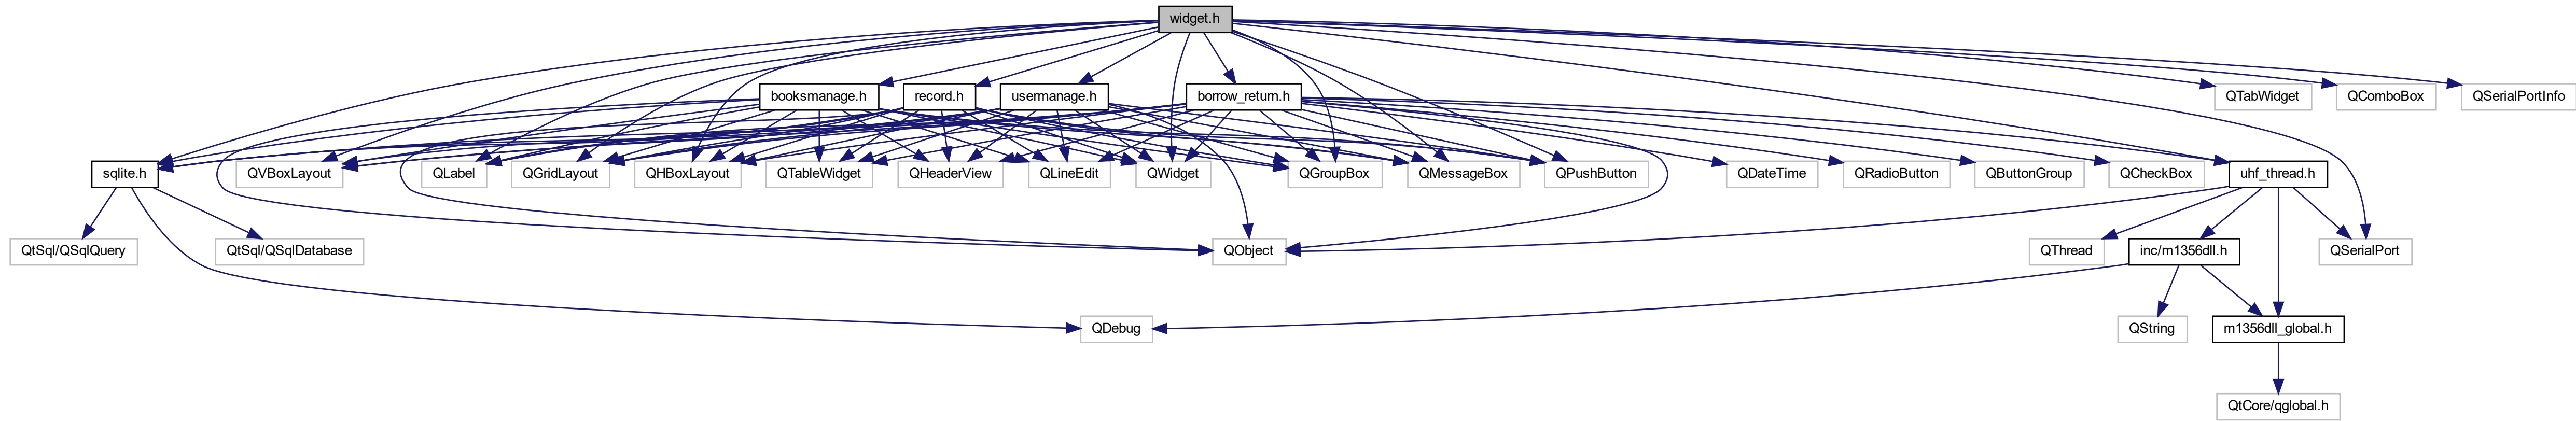 widget.h
booksmanage.h
record.h
usermanage.h
borrow_return.h
QTabWidget
QComboBox
QSerialPortInfo
sqlite.h
QVBoxLayout
QLabel
QGridLayout
QHBoxLayout
QTableWidget
QHeaderView
QLineEdit
QWidget
QGroupBox
QMessageBox
QPushButton
QDateTime
QRadioButton
QButtonGroup
QCheckBox
uhf_thread.h
QtSql/QSqlQuery
QtSql/QSqlDatabase
QObject
QThread
inc/m1356dll.h
QSerialPort
QDebug
QString
m1356dll_global.h
QtCore/qglobal.h